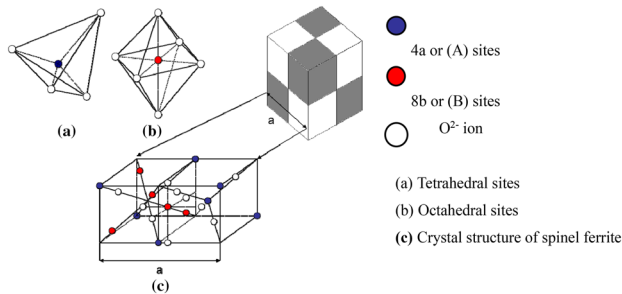 (a)
(b)
a
a
(c)
4a or (A) sites
8b or (B) sites
O²⁻ ion
(a) Tetrahedral sites
(b) Octahedral sites
(c) Crystal structure of spinel ferrite